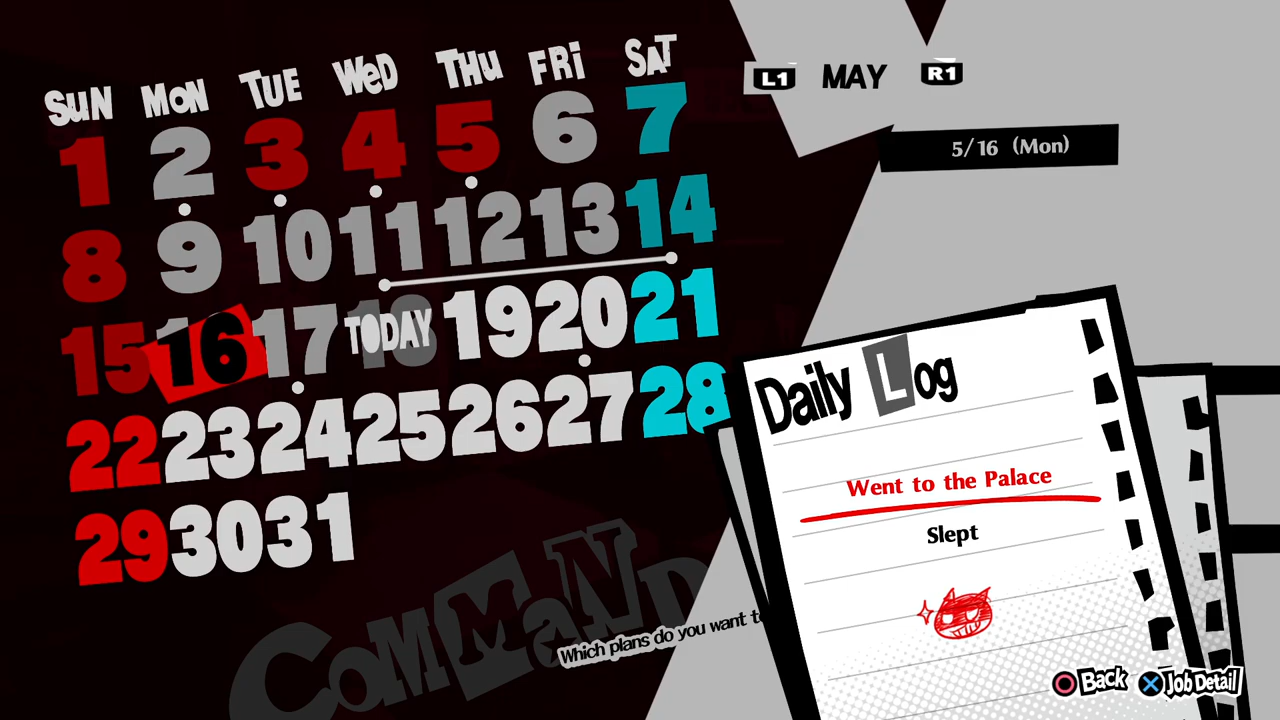 SUN MON TUE WED THU FRI SAT
1 2 3 4 5 6 7
8 9 10 11 12 13 14
15 16 17 18 TODAY 19 20 21
22 23 24 25 26 27 28
29 30 31
L1 MAY R1
5/16 (Mon)
Daily Log
Went to the Palace
Slept
COMMAND
Which plans do you want to
Back Job Detail